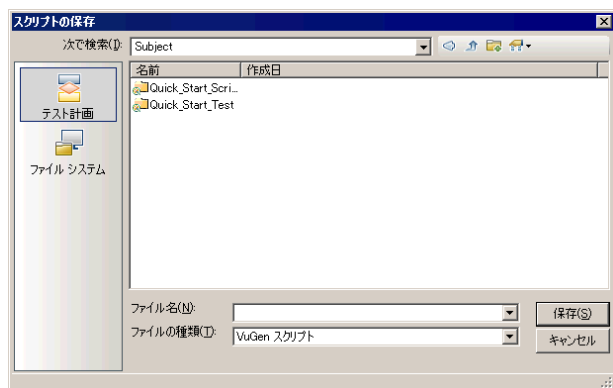 スクリプトの保存
次で検索(I):
Subject
テスト計画
ファイル システム
名前
作成日
Quick_Start_Scri...
Quick_Start_Test
ファイル名(N):
ファイルの種類(T):
VuGen スクリプト
保存(S)
キャンセル